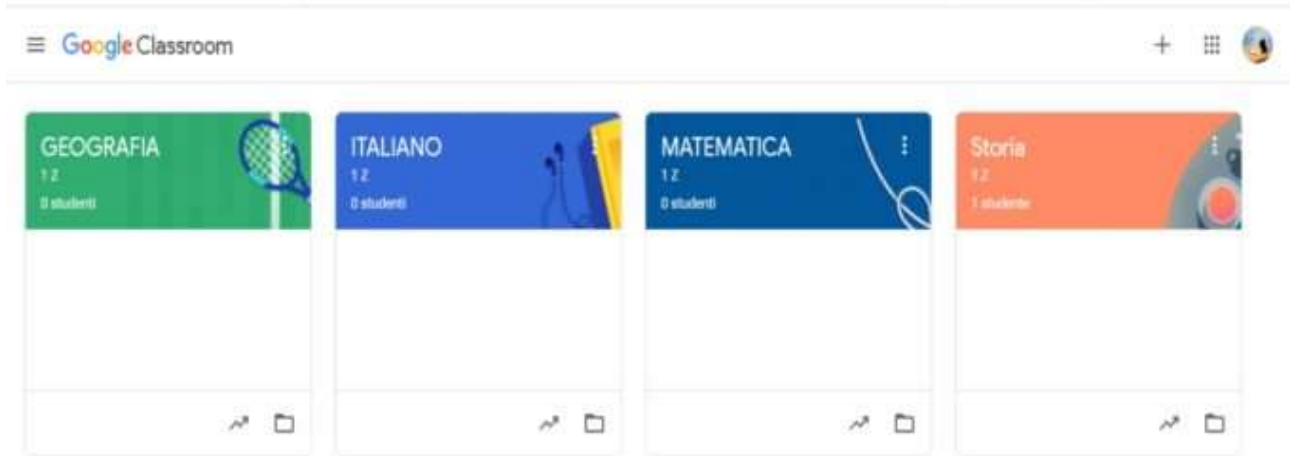 Google Classroom
GEOGRAFIA
1 Z
0 studenti
ITALIANO
1 Z
0 studenti
MATEMATICA
1 Z
0 studenti
Storia
1 Z
1 studente